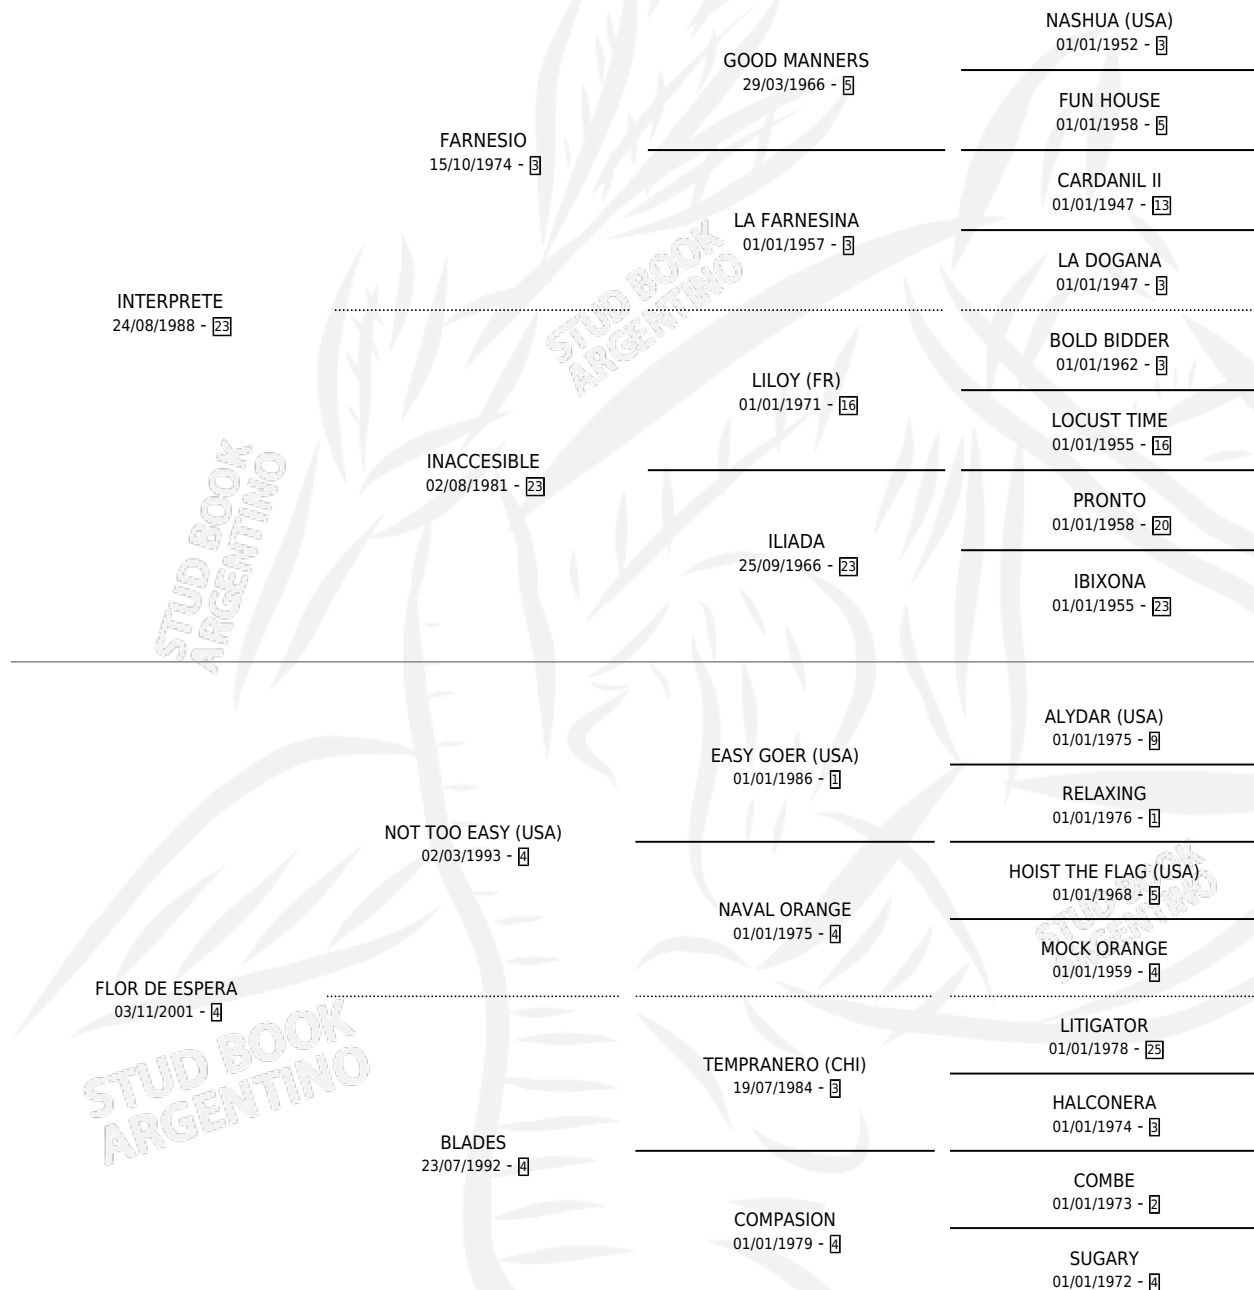 NASHUA (USA)
01/01/1952 - 3
GOOD MANNERS
29/03/1966 - 5
FUN HOUSE
01/01/1958 - 5
FARNESIO
15/10/1974 - 3
CARDANIL II
01/01/1947 - 13
LA FARNESINA
01/01/1957 - 3
LA DOGANA
01/01/1947 - 3
INTERPRETE
24/08/1988 - 23
BOLD BIDDER
01/01/1962 - 3
LILOY (FR)
01/01/1971 - 16
LOCUST TIME
01/01/1955 - 16
INACCESIBLE
02/08/1981 - 23
PRONTO
01/01/1958 - 20
ILIADA
25/09/1966 - 23
IBIXONA
01/01/1955 - 23
STUD BOOK
ARGENTINO
STUD BOOK
ARGENTINO
ALYDAR (USA)
01/01/1975 - 9
EASY GOER (USA)
01/01/1986 - 1
RELAXING
01/01/1976 - 1
NOT TOO EASY (USA)
02/03/1993 - 4
HOIST THE FLAG (USA)
01/01/1968 - 5
NAVAL ORANGE
01/01/1975 - 4
MOCK ORANGE
01/01/1959 - 4
FLOR DE ESPERA
03/11/2001 - 4
LITIGATOR
01/01/1978 - 25
TEMPRANERO (CHI)
19/07/1984 - 3
HALCONERA
01/01/1974 - 3
BLADES
23/07/1992 - 4
COMBE
01/01/1973 - 2
COMPASION
01/01/1979 - 4
SUGARY
01/01/1972 - 4
STUD BOOK
ARGENTINO
STUD BOOK
ARGENTINO